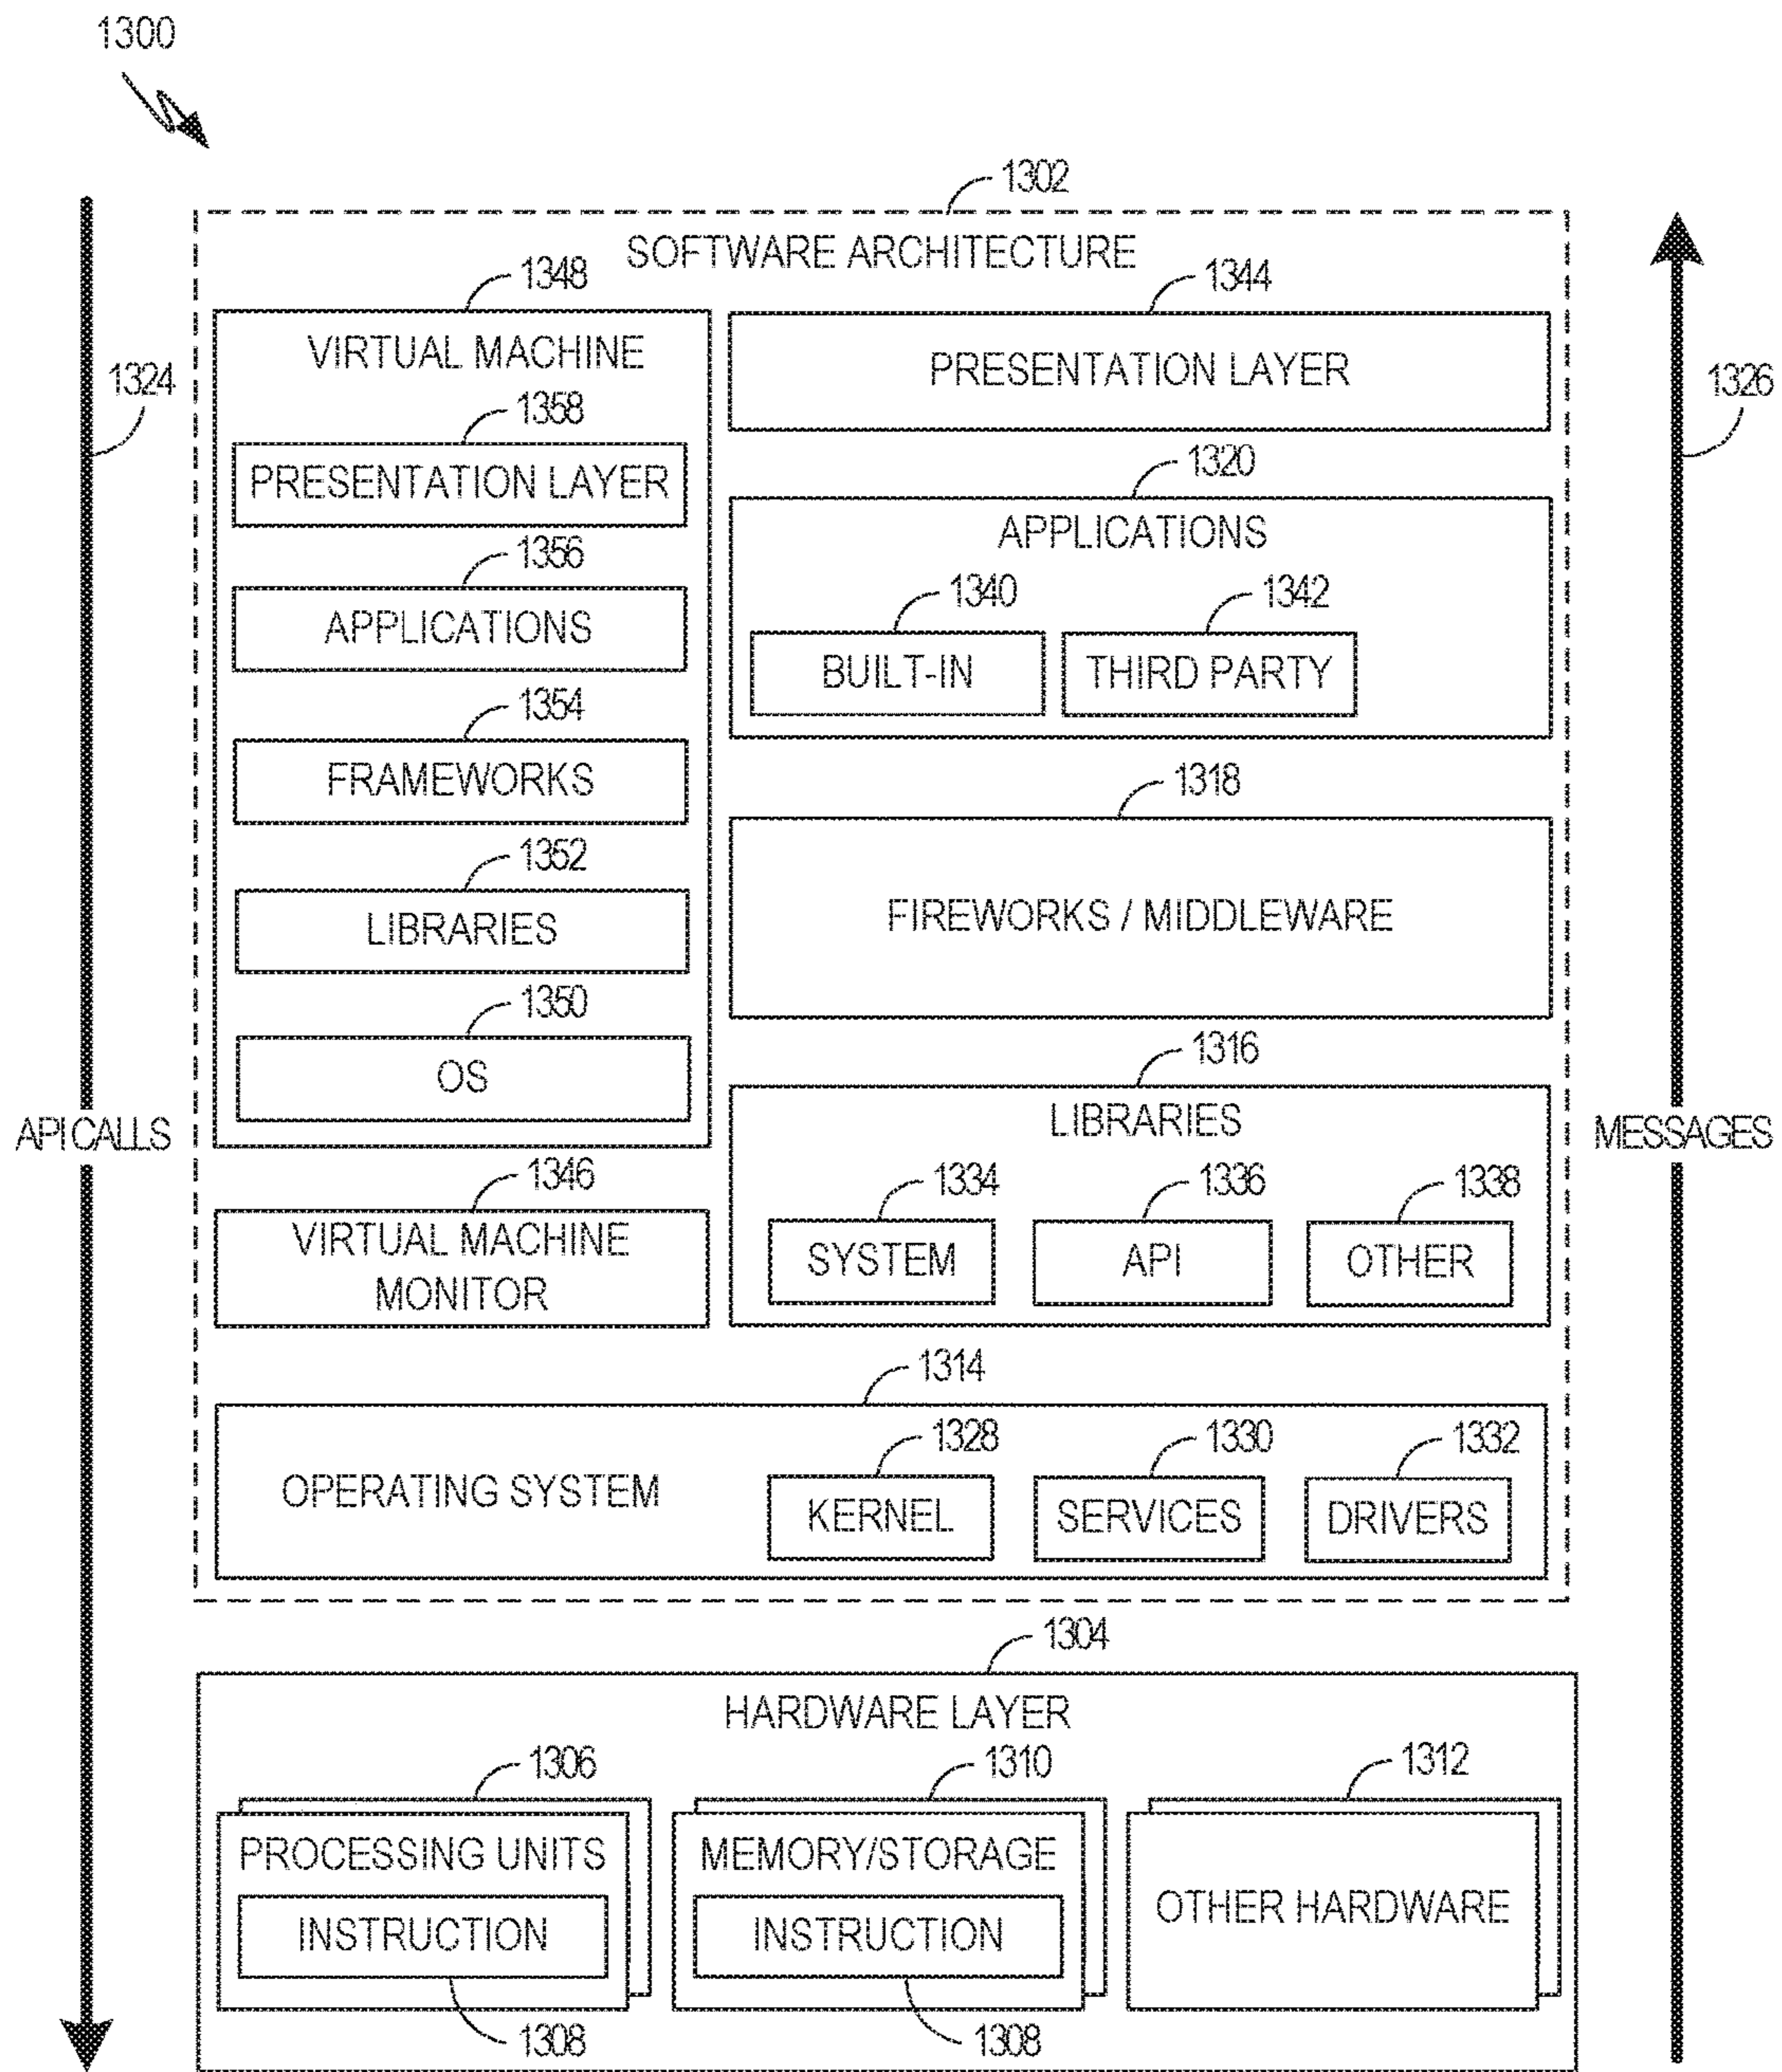 1300
1302
SOFTWARE ARCHITECTURE
1348
VIRTUAL MACHINE
1358
PRESENTATION LAYER
1356
APPLICATIONS
1354
FRAMEWORKS
1352
LIBRARIES
1350
OS
1346
VIRTUAL MACHINE
MONITOR
1344
PRESENTATION LAYER
1320
APPLICATIONS
1340
BUILT-IN
1342
THIRD PARTY
1318
FIREWORKS / MIDDLEWARE
1316
LIBRARIES
1334
SYSTEM
1336
API
1338
OTHER
1314
OPERATING SYSTEM
1328
KERNEL
1330
SERVICES
1332
DRIVERS
1304
HARDWARE LAYER
1306
PROCESSING UNITS
INSTRUCTION
1308
1310
MEMORY/STORAGE
INSTRUCTION
1308
1312
OTHER HARDWARE
1324
API CALLS
1326
MESSAGES